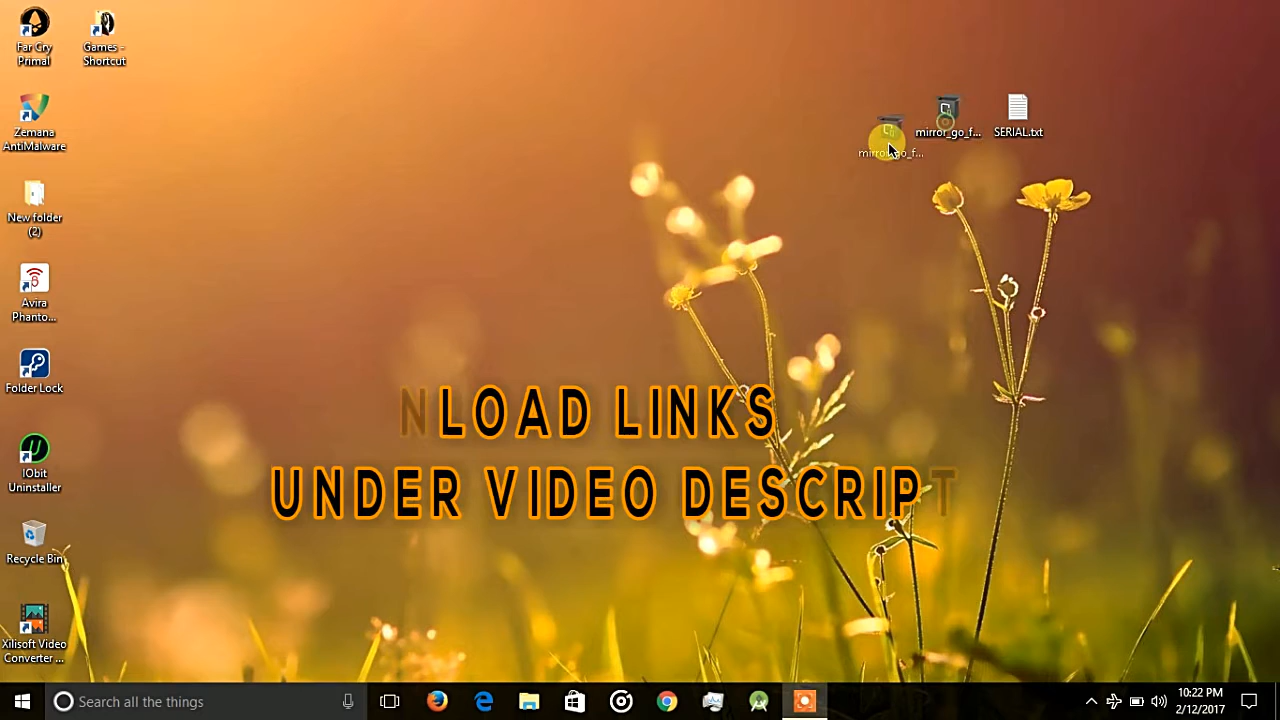 Far Cry
Primal
Games -
Shortcut
mirror_go_f...
mirror_go_f...
SERIAL.txt
Zemana
AntiMalware
New folder
(2)
Avira
Phanto...
Folder Lock
NLOAD LINKS
UNDER VIDEO DESCRIPT
IObit
Uninstaller
Recycle Bin
Xilisoft Video
Converter ...
Search all the things
10:22 PM
2/12/2017